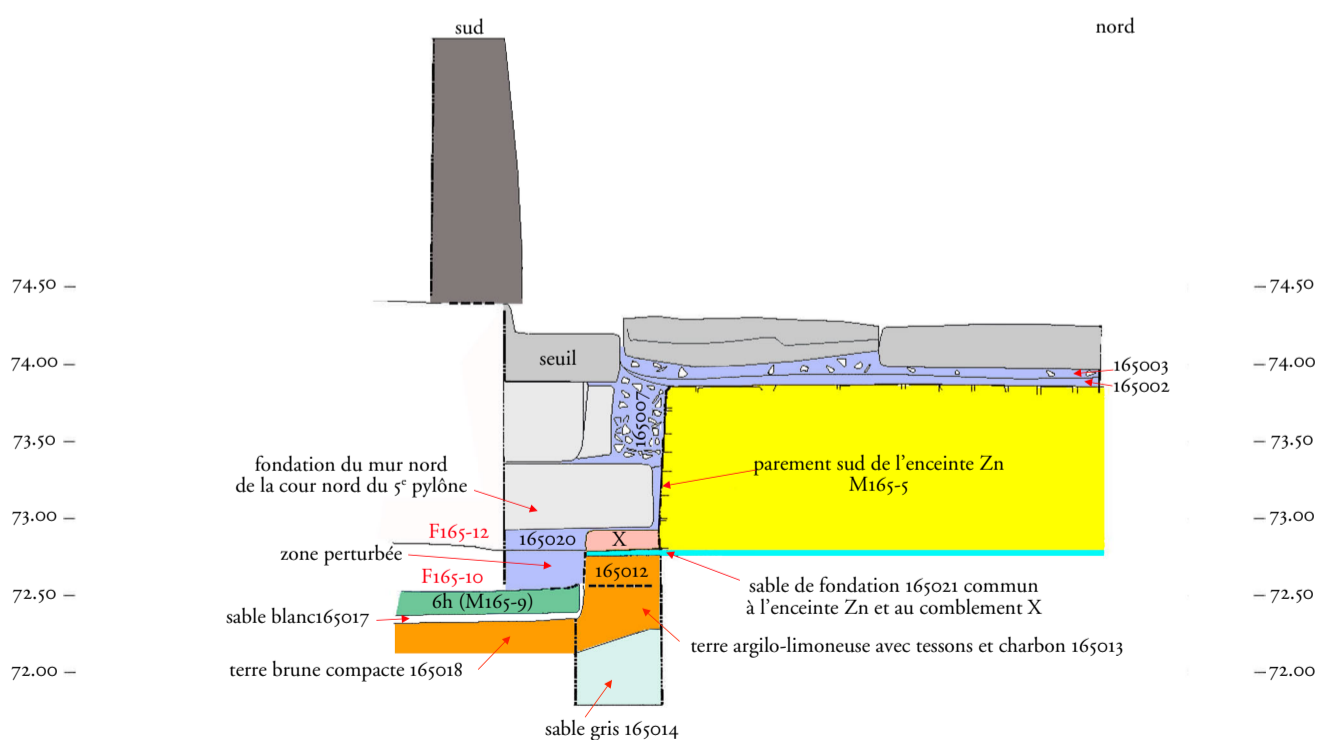 sud
nord
74.50
74.50
seuil
74.00
74.00
165003
165002
165007
73.50
73.50
fondation du mur nord
de la cour nord du 5e pylône
parement sud de l'enceinte Zn
M165-5
73.00
73.00
F165-12
165020
X
zone perturbée
165012
F165-10
sable de fondation 165021 commun
à l'enceinte Zn et au comblement X
72.50
72.50
6h (M165-9)
sable blanc165017
terre argilo-limoneuse avec tessons et charbon 165013
terre brune compacte 165018
72.00
72.00
sable gris 165014